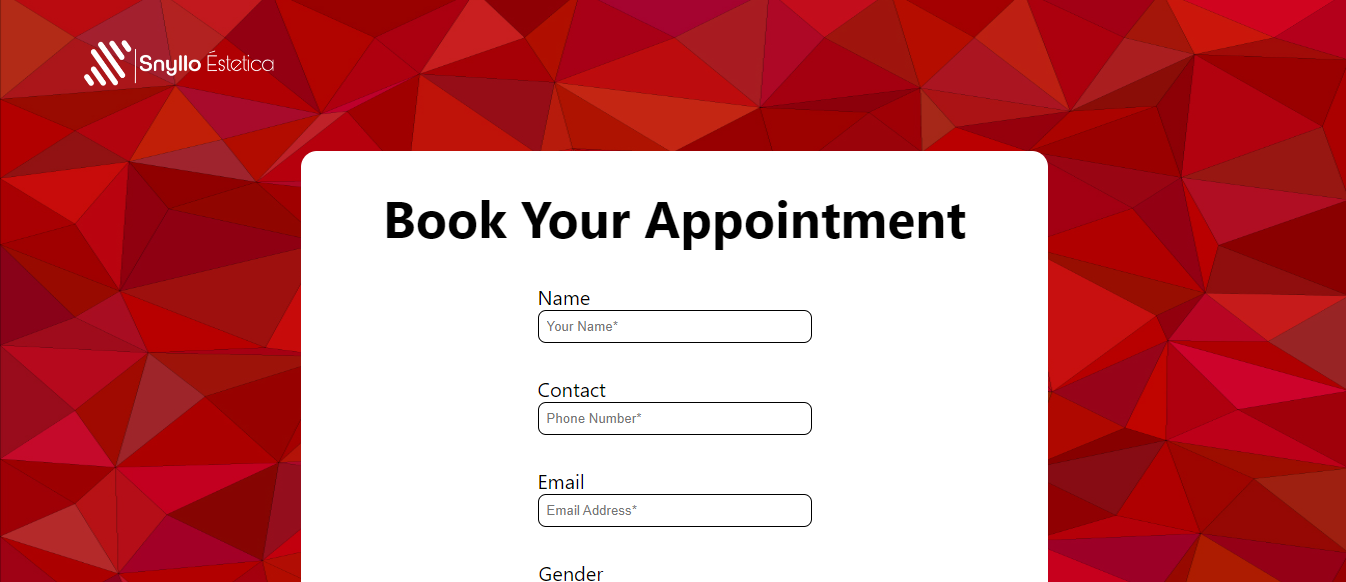 Snyllo Éstetica
Book Your Appointment
Name
Your Name*
Contact
Phone Number*
Email
Email Address*
Gender